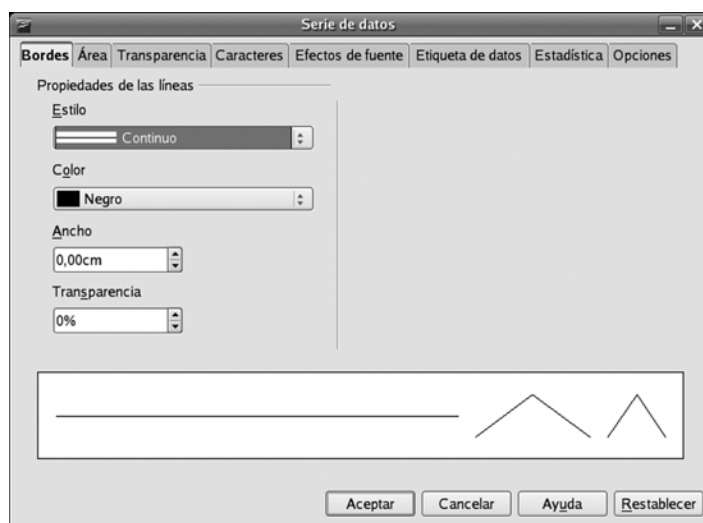 Serie de datos
Bordes Área Transparencia Caracteres Efectos de fuente Etiqueta de datos Estadística Opciones
Propiedades de las líneas
Estilo
Continuo
Color
Negro
Ancho
0,00cm
Transparencia
0%
Aceptar Cancelar Ayuda Restablecer